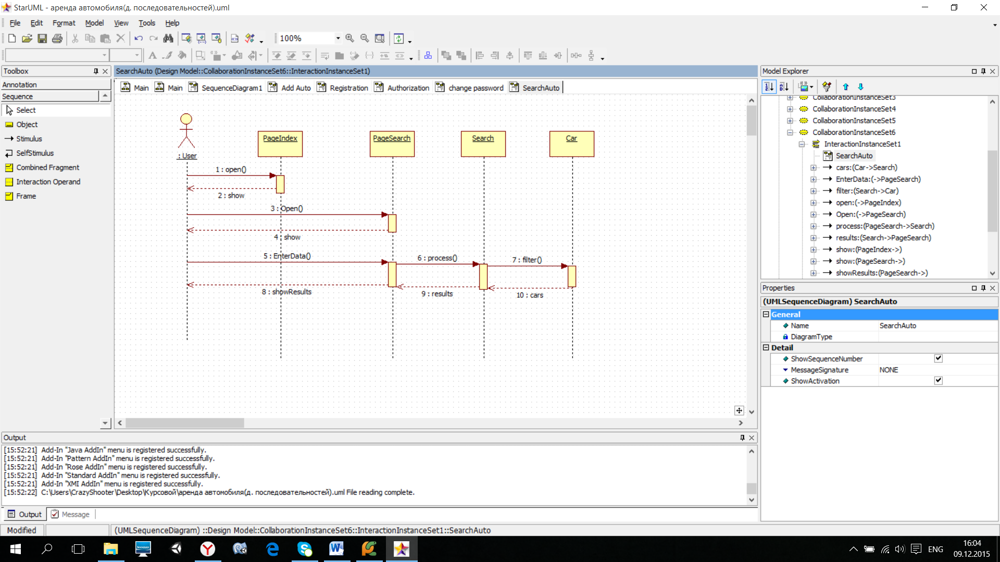 StarUML - аренда автомобиля(д. последовательностей).uml
File Edit Format Model View Tools Help
100%
Toolbox
Annotation
Sequence
Select
Object
Stimulus
SelfStimulus
Combined Fragment
Interaction Operand
Frame
SearchAuto (Design Model::CollaborationInstanceSet6::InteractionInstanceSet1)
Main Main SequenceDiagram1 Add Auto Registration Authorization change password SearchAuto
: User
PageIndex
PageSearch
Search
Car
1 : open()
2 : show
3 : Open()
4 : show
5 : EnterData()
6 : process()
7 : filter()
8 : showResults
9 : results
10 : cars
Model Explorer
CollaborationInstanceSet3
CollaborationInstanceSet4
CollaborationInstanceSet5
CollaborationInstanceSet6
InteractionInstanceSet1
SearchAuto
cars:(Car->Search)
EnterData:(->PageSearch)
filter:(Search->Car)
open:(->PageIndex)
Open:(->PageSearch)
process:(PageSearch->Search)
results:(Search->PageSearch)
show:(PageIndex->)
show:(PageSearch->)
showResults:(PageSearch->)
Properties
(UMLSequenceDiagram) SearchAuto
General
Name SearchAuto
DiagramType
Detail
ShowSequenceNumber
MessageSignature NONE
ShowActivation
Output
[15:52:21] Add-In "Java AddIn" menu is registered successfully.
[15:52:21] Add-In "Pattern AddIn" menu is registered successfully.
[15:52:21] Add-In "Rose AddIn" menu is registered successfully.
[15:52:21] Add-In "Standard AddIn" menu is registered successfully.
[15:52:21] Add-In "XMI AddIn" menu is registered successfully.
[15:52:22] C:\Users\CrazyShooter\Desktop\Курсовой\аренда автомобиля(д. последовательностей).uml File reading complete.
Output Message
Modified
(UMLSequenceDiagram) ::Design Model::CollaborationInstanceSet6::InteractionInstanceSet1::SearchAuto
ENG
16:04
09.12.2015